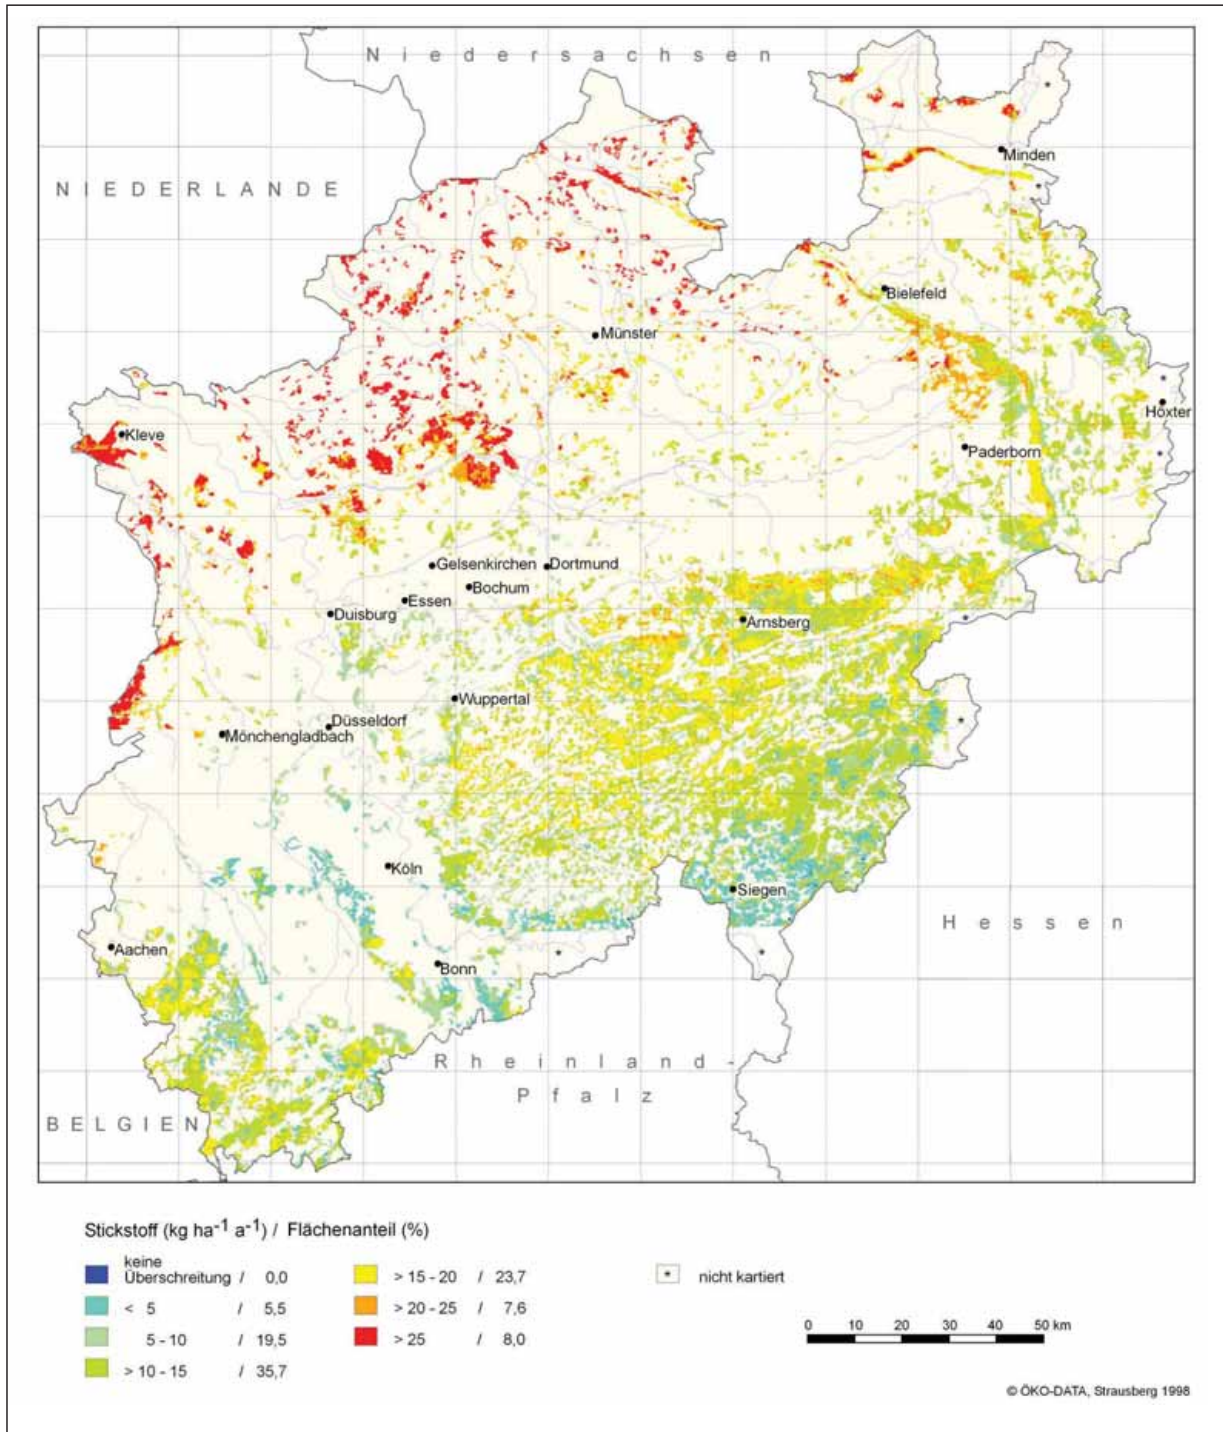 Niedersachsen
NIEDERLANDE
Minden
Bielefeld
Münster
Höxter
Kleve
Paderborn
Gelsenkirchen
Dortmund
Bochum
Essen
Duisburg
Arnsberg
Wuppertal
Düsseldorf
Mönchengladbach
Köln
Siegen
Hessen
Aachen
Bonn
Rheinland-
Pfalz
BELGIEN
Stickstoff (kg ha-1 a-1) / Flächenanteil (%)
keine
Überschreitung / 0,0
< 5 / 5,5
5 - 10 / 19,5
> 10 - 15 / 35,7
> 15 - 20 / 23,7
> 20 - 25 / 7,6
> 25 / 8,0
* nicht kartiert
0 10 20 30 40 50 km
© ÖKO-DATA, Strausberg 1998